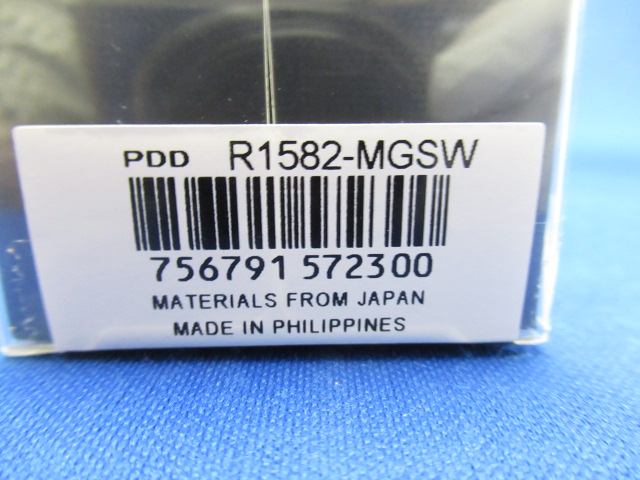 PDD R1582-MGSW
756791 572300
MATERIALS FROM JAPAN
MADE IN PHILIPPINES